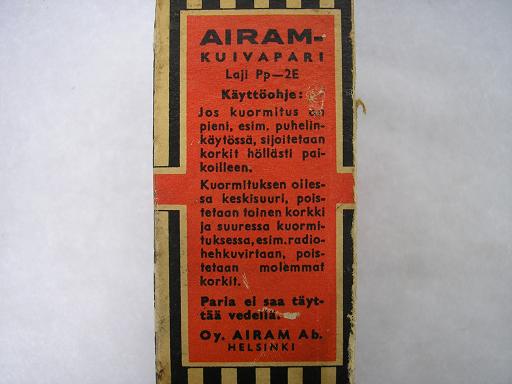 AIRAM-
KUIVAPARI
Laji Pp—2E
Käyttöohje:
Jos kuormitus on
pieni, esim. puhelin-
käytössä, sijoitetaan
korkit höllästi pai-
koilleen.
Kuormituksen olles-
sa keskisuuri, pois-
tetaan toinen korkki
ja suuressa kuormi-
tuksessa, esim. radio-
hehkuvirtaan, pois-
tetaan molemmat
korkit.
Paria ei saa täyt-
tää vedellä.
Oy. AIRAM Ab.
HELSINKI